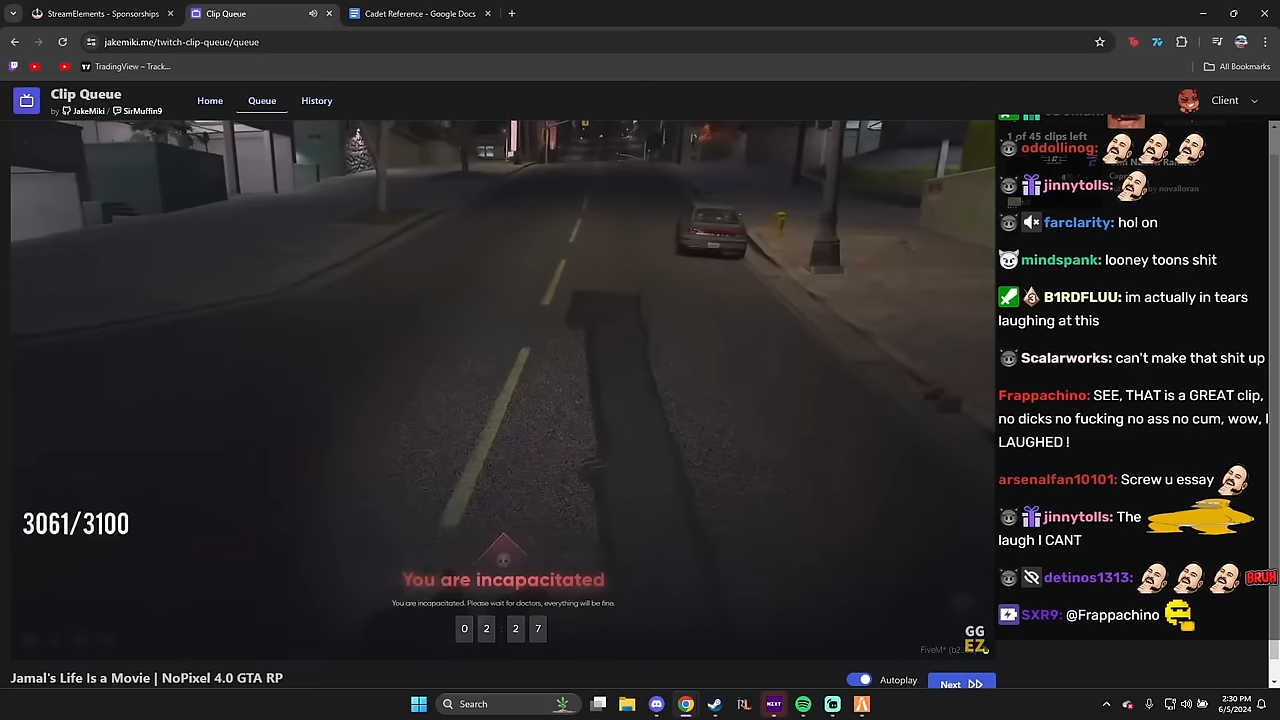 StreamElements - Sponsorships
Clip Queue
Cadet Reference - Google Docs
jakemiki.me/twitch-clip-queue/queue
TradingView – Track...
All Bookmarks
Clip Queue
by JakeMiki / SirMuffin9
Home
Queue
History
Client
1 of 45 clips left
oddollinog:
by novalloran
jinnytolls:
farclarity: hol on
mindspank: looney toons shit
B1RDFLUU: im actually in tears
laughing at this
Scalarworks: can't make that shit up
Frappachino: SEE, THAT is a GREAT clip,
no dicks no fucking no ass no cum, wow, I
LAUGHED !
arsenalfan10101: Screw u essay
jinnytolls: The
laugh I CANT
detinos1313: BRUH
SXR9: @Frappachino
3061/3100
You are incapacitated
You are incapacitated. Please wait for doctors, everything will be fine.
0 2 : 2 7
GG
EZ
FiveM* (b2
Jamal's Life Is a Movie | NoPixel 4.0 GTA RP
Autoplay
Next
Search
NXT
2:30 PM
6/5/2024